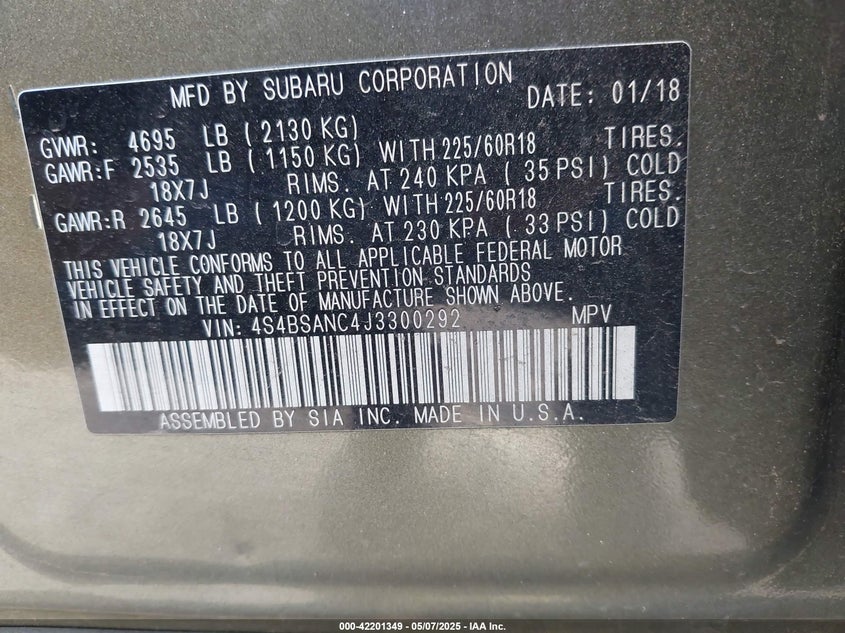 MFD BY SUBARU CORPORATION DATE: 01/18
GVWR: 4695 LB (2130 KG)
GAWR:F 2535 LB (1150 KG) WITH 225/60R18 TIRES.
18X7J RIMS. AT 240 KPA (35 PSI) COLD
GAWR:R 2645 LB (1200 KG) WITH 225/60R18 TIRES.
18X7J RIMS. AT 230 KPA (33 PSI) COLD
THIS VEHICLE CONFORMS TO ALL APPLICABLE FEDERAL MOTOR
VEHICLE SAFETY AND THEFT PREVENTION STANDARDS
IN EFFECT ON THE DATE OF MANUFACTURE SHOWN ABOVE.
VIN: 4S4BSANC4J3300292 MPV
ASSEMBLED BY SIA INC. MADE IN U.S.A.
000-42201349 - 05/07/2025 - IAA Inc.